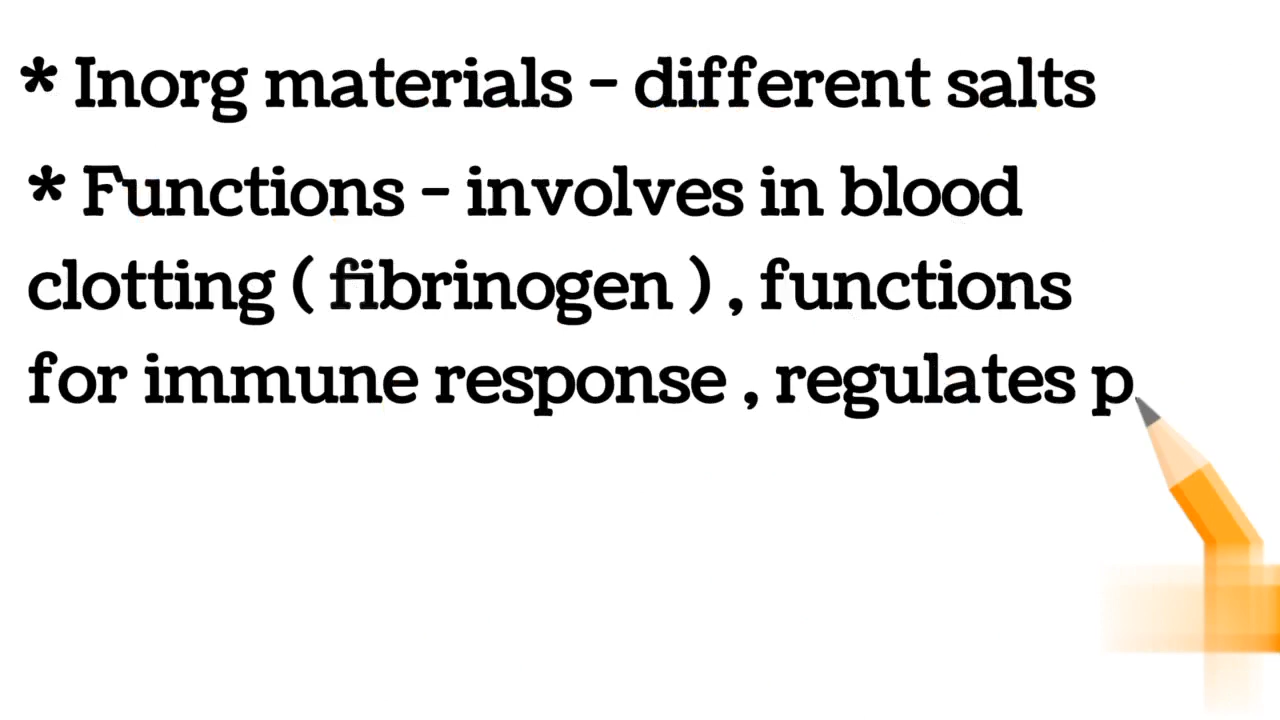 * Inorg materials - different salts
* Functions - involves in blood
clotting ( fibrinogen ) , functions
for immune response , regulates p